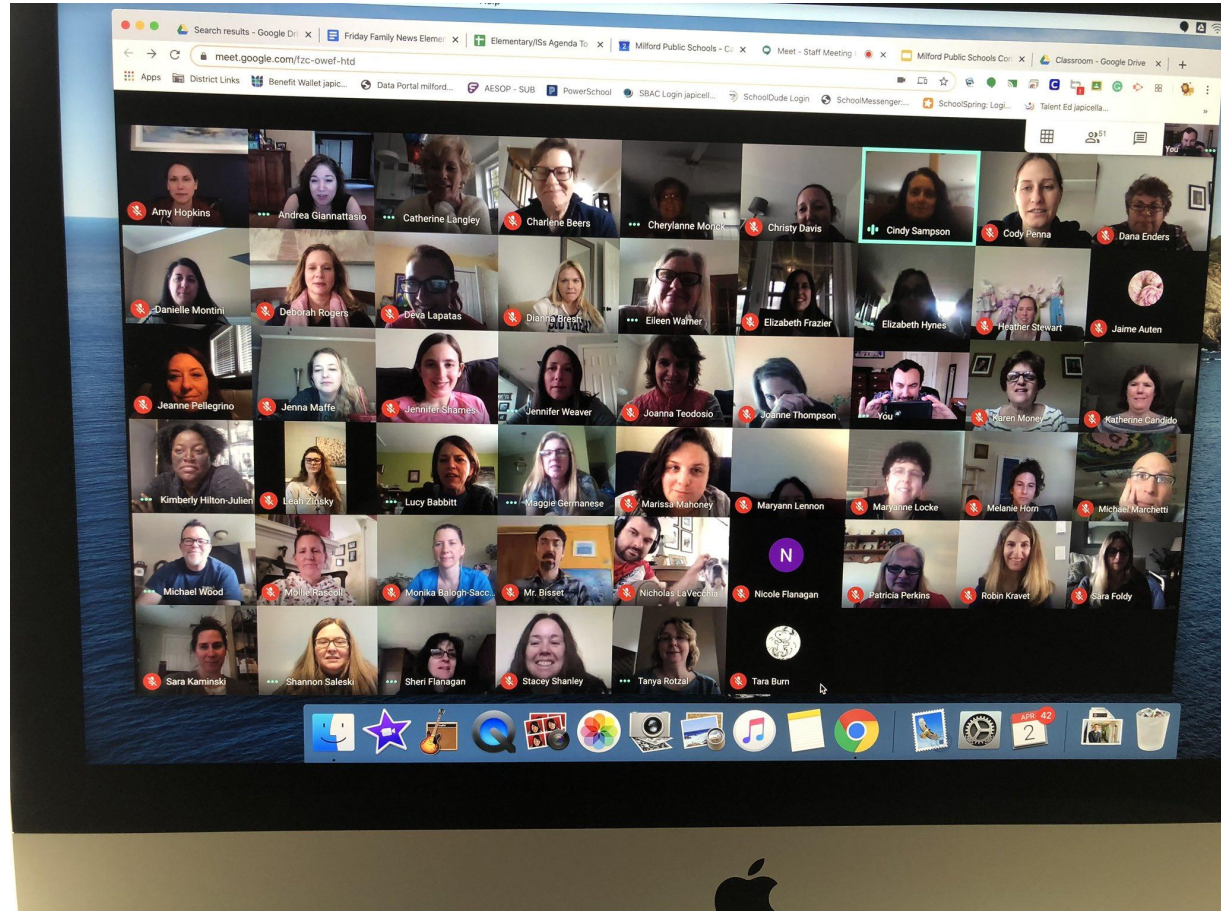 Help
Search results - Google Dri
Friday Family News Elemen
Elementary/ISs Agenda To
Milford Public Schools - Ca
Meet - Staff Meeting
Milford Public Schools Con
Classroom - Google Drive
meet.google.com/fzc-owef-htd
Apps District Links Benefit Wallet japic... Data Portal milford... AESOP - SUB PowerSchool SBAC Login japicell... SchoolDude Login SchoolMessenger:... SchoolSpring: Logi... Talent Ed japicella... »
51 You
Amy Hopkins Andrea Giannattasio Catherine Langley Charlene Beers Cherylanne Monck Christy Davis Cindy Sampson Cody Penna Dana Enders
Danielle Montini Deborah Rogers Deva Lapatas Dianna Bresh Eileen Warner Elizabeth Frazier Elizabeth Hynes Heather Stewart Jaime Auten
Jeanne Pellegrino Jenna Maffe Jennifer Shames Jennifer Weaver Joanna Teodosio Joanne Thompson You Karen Money Katherine Candido
Kimberly Hilton-Julien Leah Zinsky Lucy Babbitt Maggie Germanese Marissa Mahoney Maryann Lennon Maryanne Locke Melanie Horn Michael Marchetti
N
Michael Wood Mollie Rascoll Monika Balogh-Sacc... Mr. Bisset Nicholas LaVecchia Nicole Flanagan Patricia Perkins Robin Kravet Sara Foldy
Sara Kaminski Shannon Saleski Sheri Flanagan Stacey Shanley Tanya Rotzal Tara Burn
APR 42
2